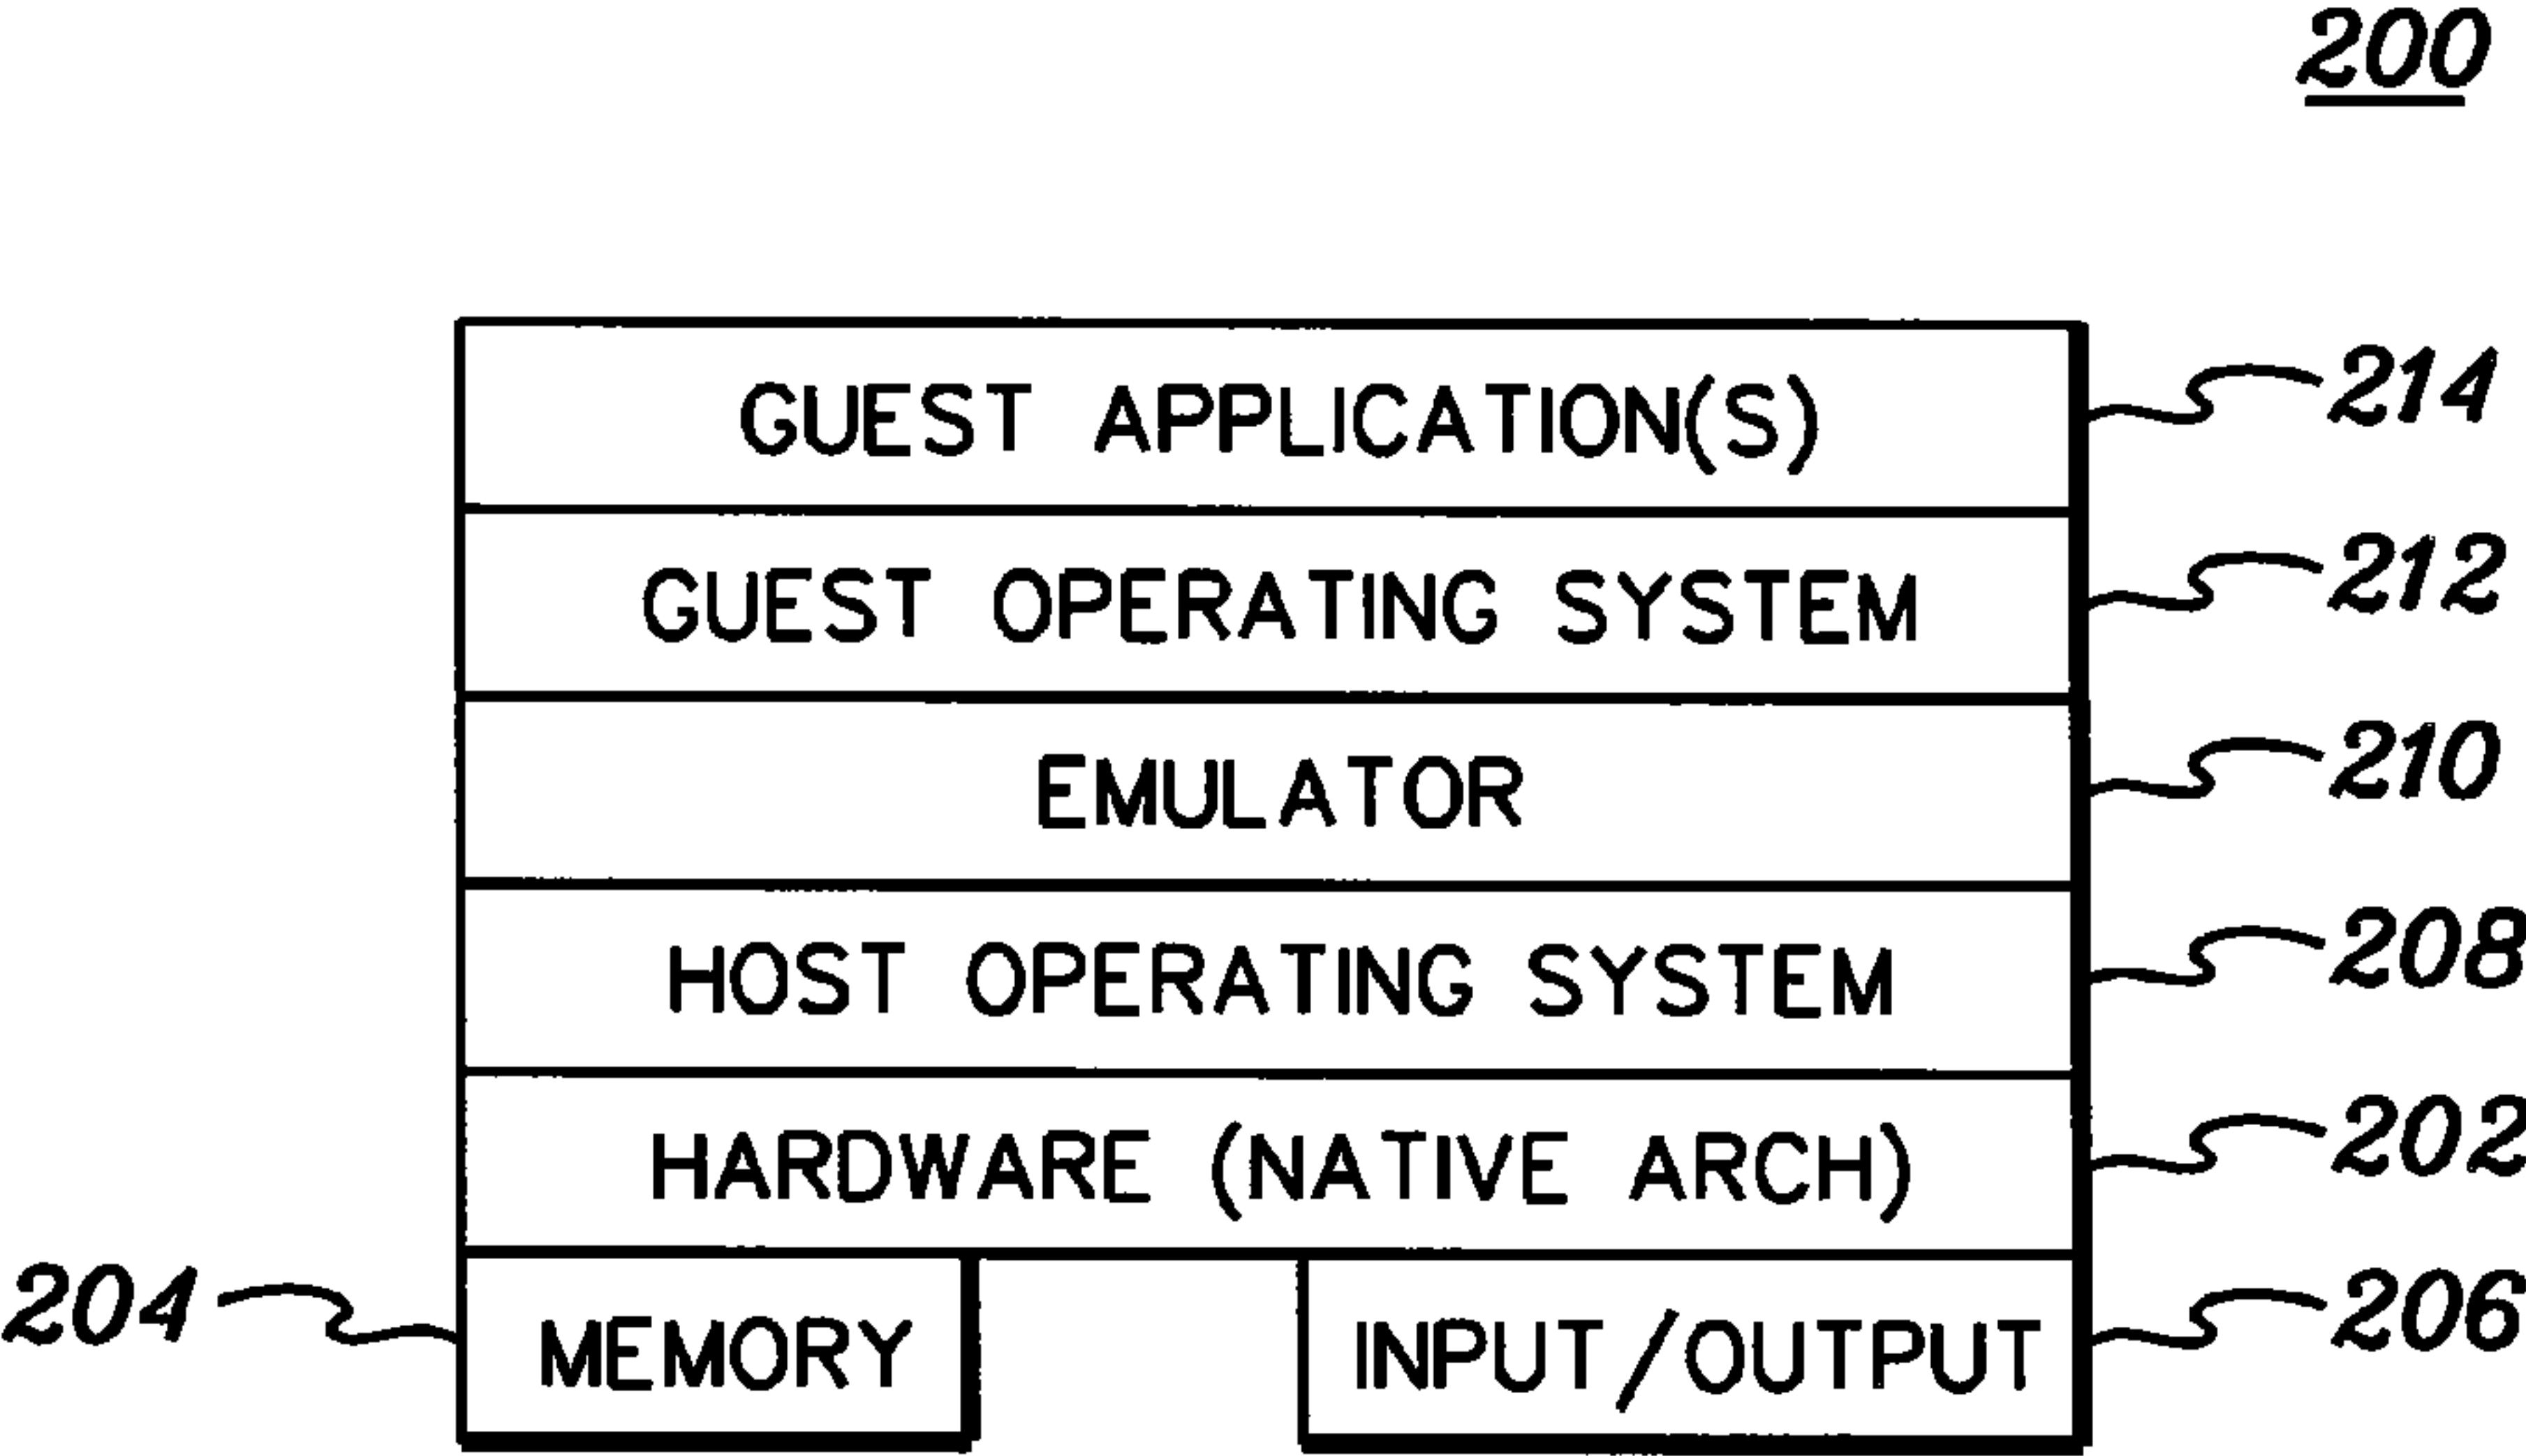 200
GUEST APPLICATION(S) 214
GUEST OPERATING SYSTEM 212
EMULATOR 210
HOST OPERATING SYSTEM 208
HARDWARE (NATIVE ARCH) 202
204 MEMORY INPUT/OUTPUT 206